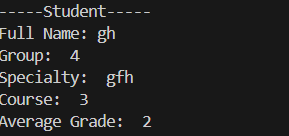 -----Student-----
Full Name: gh
Group:  4
Specialty:  gfh
Course:  3
Average Grade:  2